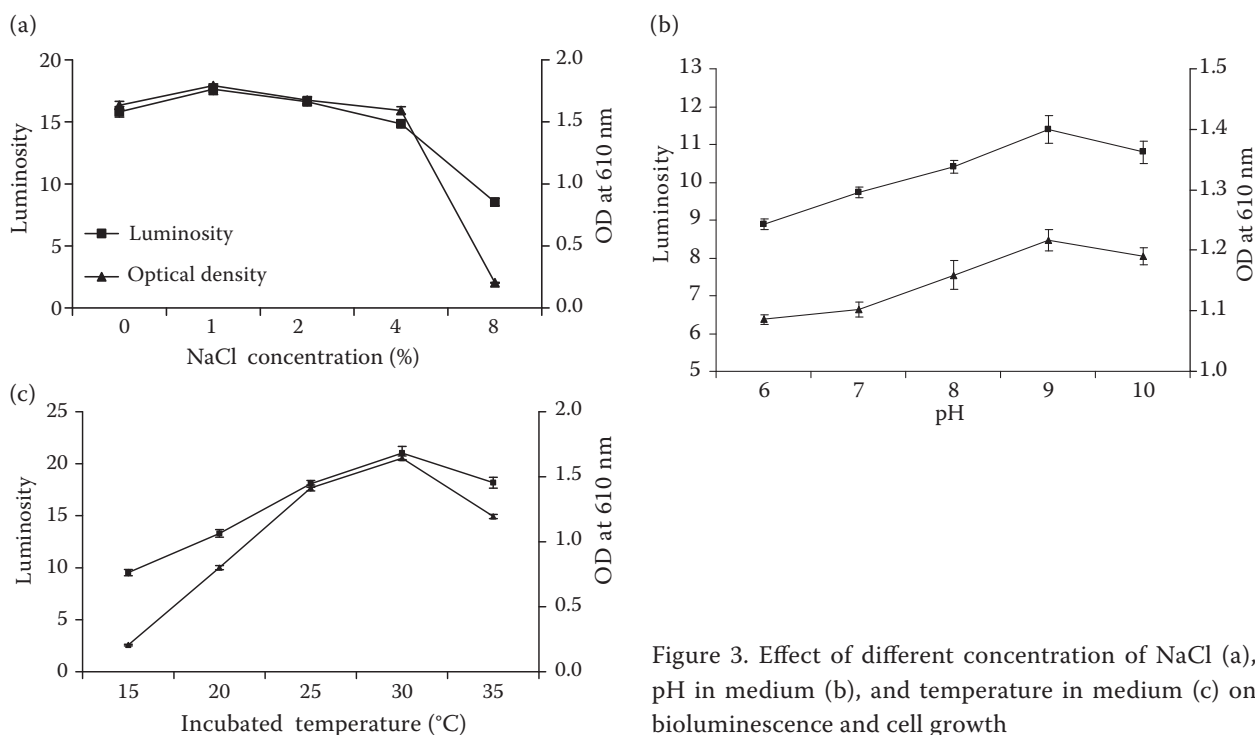 (a)
20
15
10
5
0
Luminosity
2.0
1.5
1.0
0.5
0.0
OD at 610 nm
Luminosity
Optical density
0 1 2 4 8
NaCl concentration (%)
(b)
13
12
11
10
9
8
7
6
5
Luminosity
1.5
1.4
1.3
1.2
1.1
1.0
OD at 610 nm
6 7 8 9 10
pH
(c)
25
20
15
10
5
0
Luminosity
2.0
1.5
1.0
0.5
0.0
OD at 610 nm
15 20 25 30 35
Incubated temperature (°C)
Figure 3. Effect of different concentration of NaCl (a),
pH in medium (b), and temperature in medium (c) on
bioluminescence and cell growth